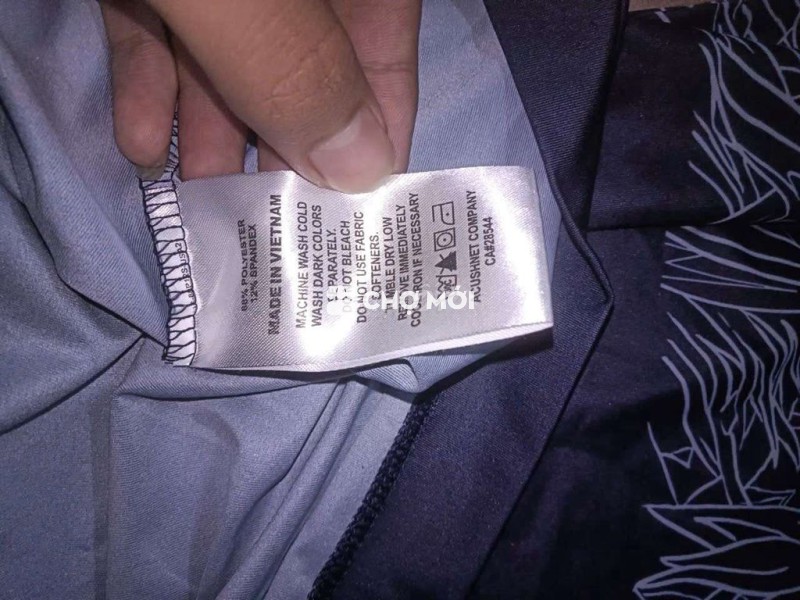 88% POLYESTER
12% SPANDEX
MADE IN VIETNAM
MACHINE WASH COLD
WASH DARK COLORS
SEPARATELY.
DO NOT BLEACH
DO NOT USE FABRIC
SOFTENERS.
TUMBLE DRY LOW
REMOVE IMMEDIATELY
COOL IRON IF NECESSARY
ACUSHNET COMPANY
CA#28544
CHỢ MỚI